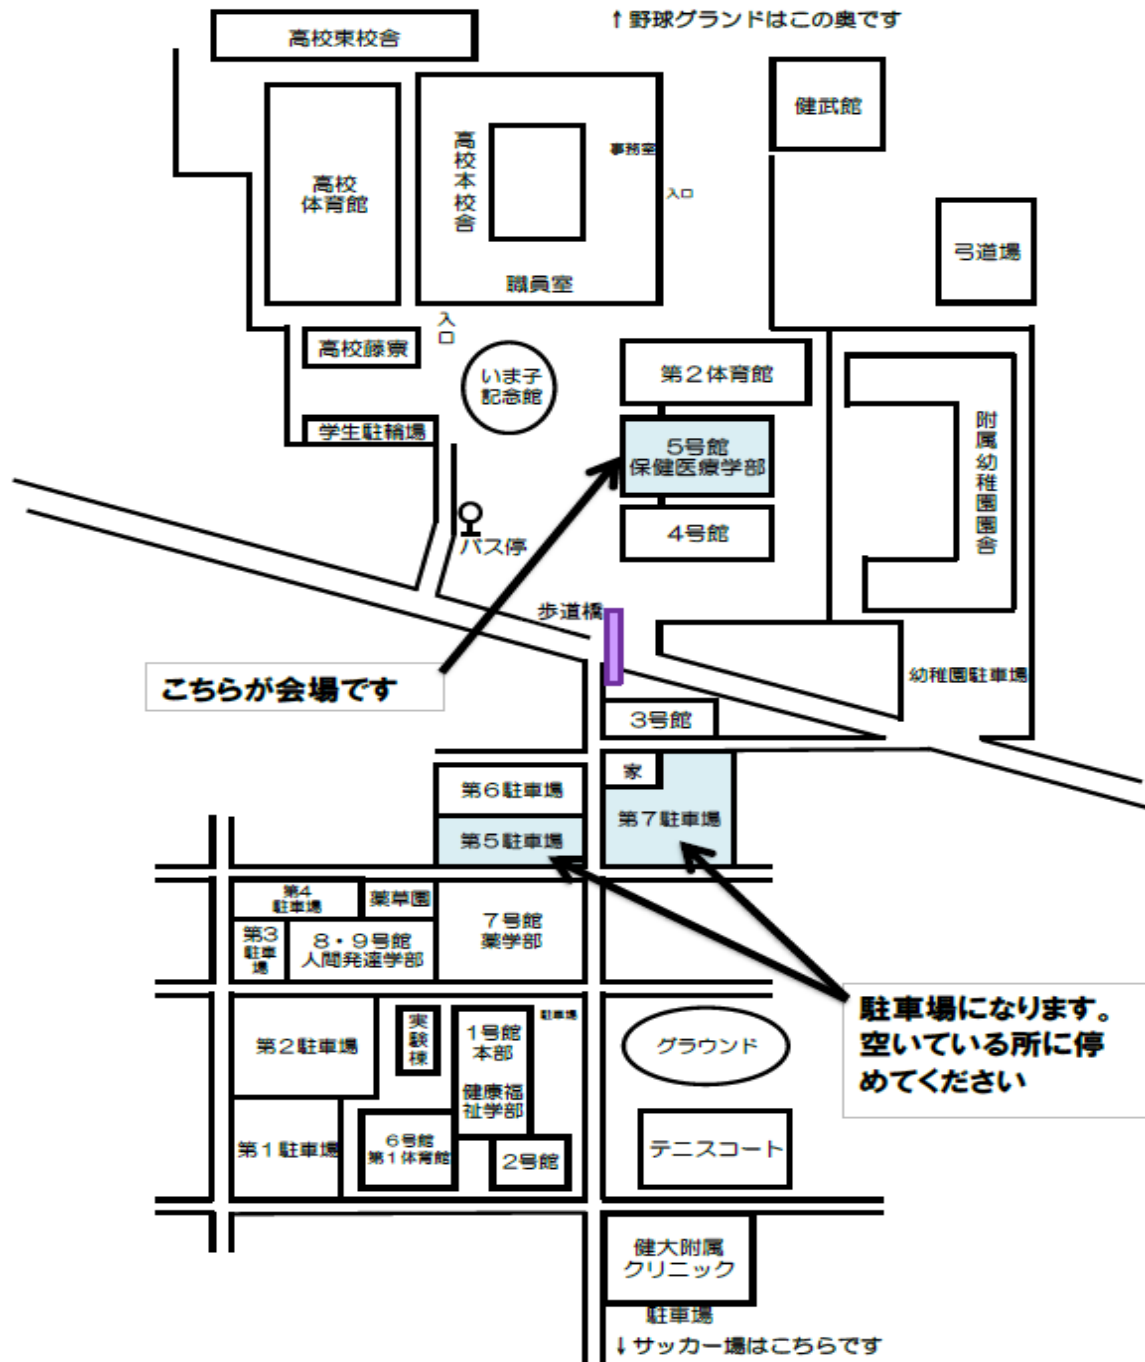 ↑野球グランドはこの奥です
高校東校舎
健武館
高校本校舎
事務室
入口
高校
体育館
弓道場
職員室
入口
高校藤寮
いま子
記念館
第2体育館
附属幼稚園園舎
学生駐輪場
5号館
保健医療学部
バス停
4号館
歩道橋
こちらが会場です
幼稚園駐車場
3号館
家
第6駐車場
第7駐車場
第5駐車場
第4
駐車場
薬草園
7号館
薬学部
第3
駐車
場
8・9号館
人間発達学部
駐車場になります。
空いている所に停
めてください
第2駐車場
実験棟
1号館
本部
健康福
祉学部
駐車場
グラウンド
第1駐車場
6号館
第1体育館
2号館
テニスコート
健大附属
クリニック
駐車場
↓サッカー場はこちらです